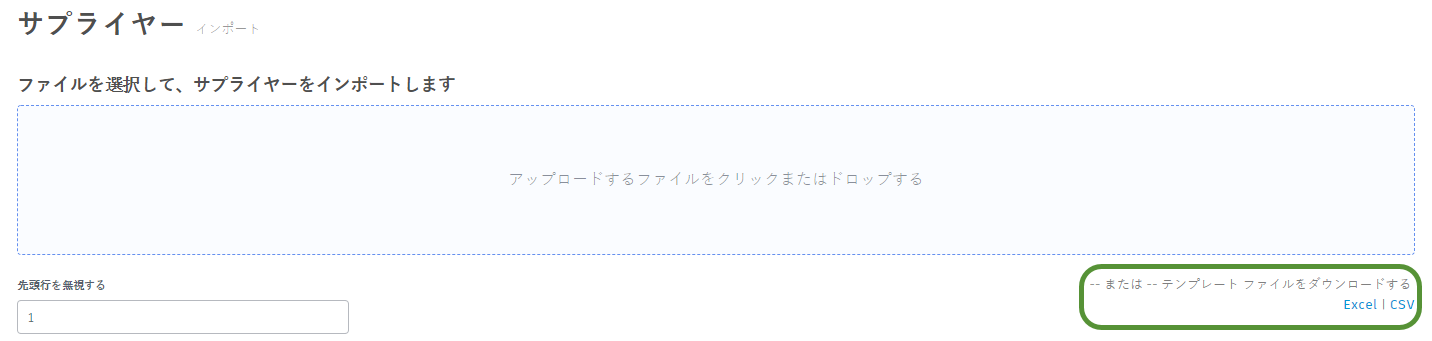 サプライヤー インポート
ファイルを選択して、サプライヤーをインポートします
アップロードするファイルをクリックまたはドロップする
先頭行を無視する
1
-- または -- テンプレート ファイルをダウンロードする
Excel | CSV